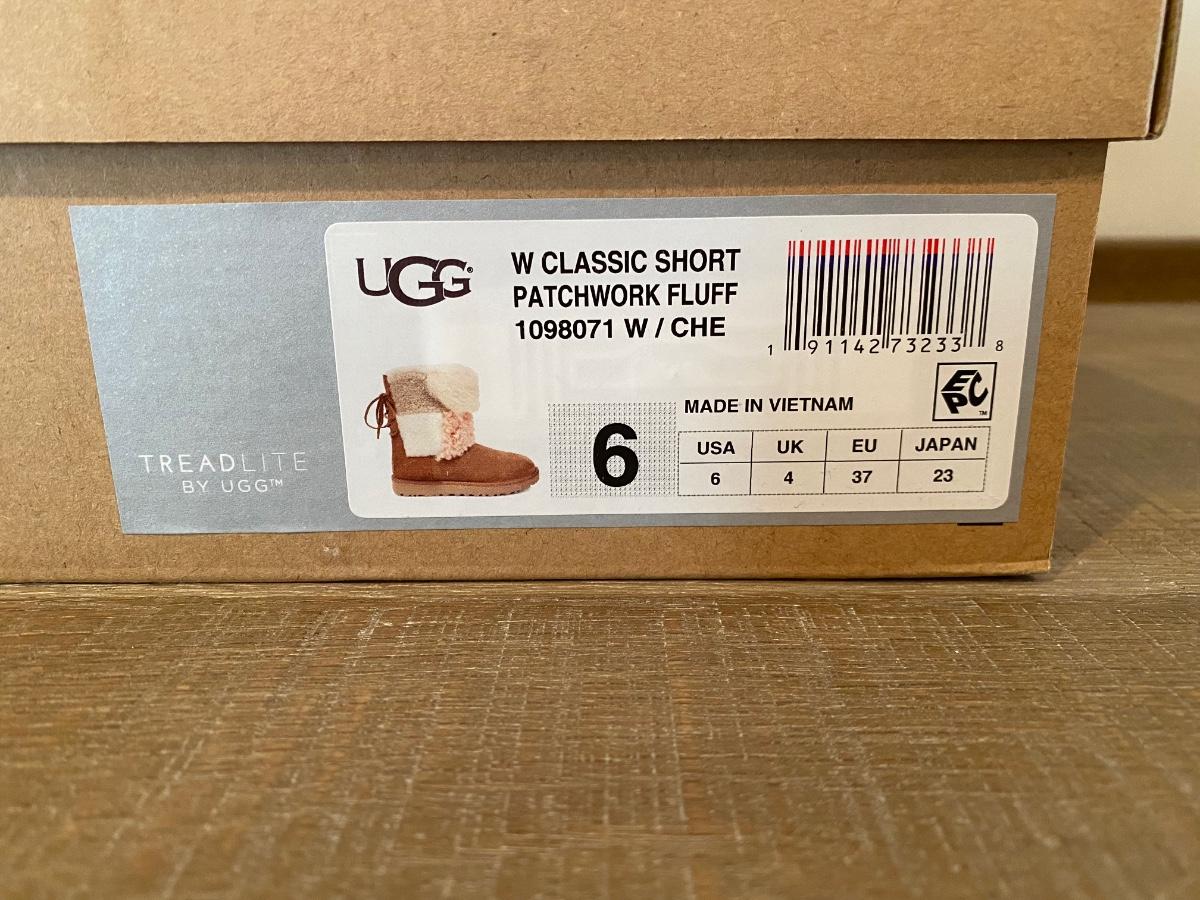 UGG®
W CLASSIC SHORT
PATCHWORK FLUFF
1098071 W / CHE
1 91142 73233 8
EPC™
MADE IN VIETNAM
6
USA UK EU JAPAN
6 4 37 23
TREADLITE
BY UGG™